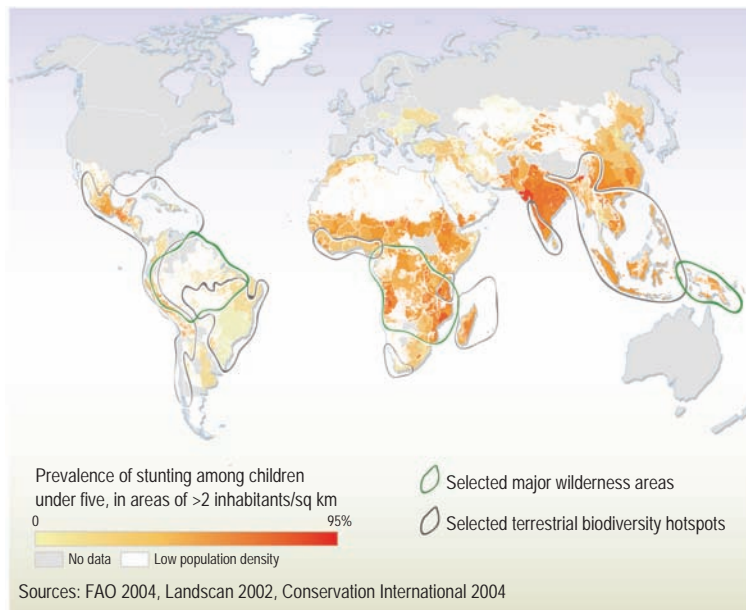 Prevalence of stunting among children
under five, in areas of >2 inhabitants/sq km
0 95%
No data Low population density
Selected major wilderness areas
Selected terrestrial biodiversity hotspots
Sources: FAO 2004, Landscan 2002, Conservation International 2004